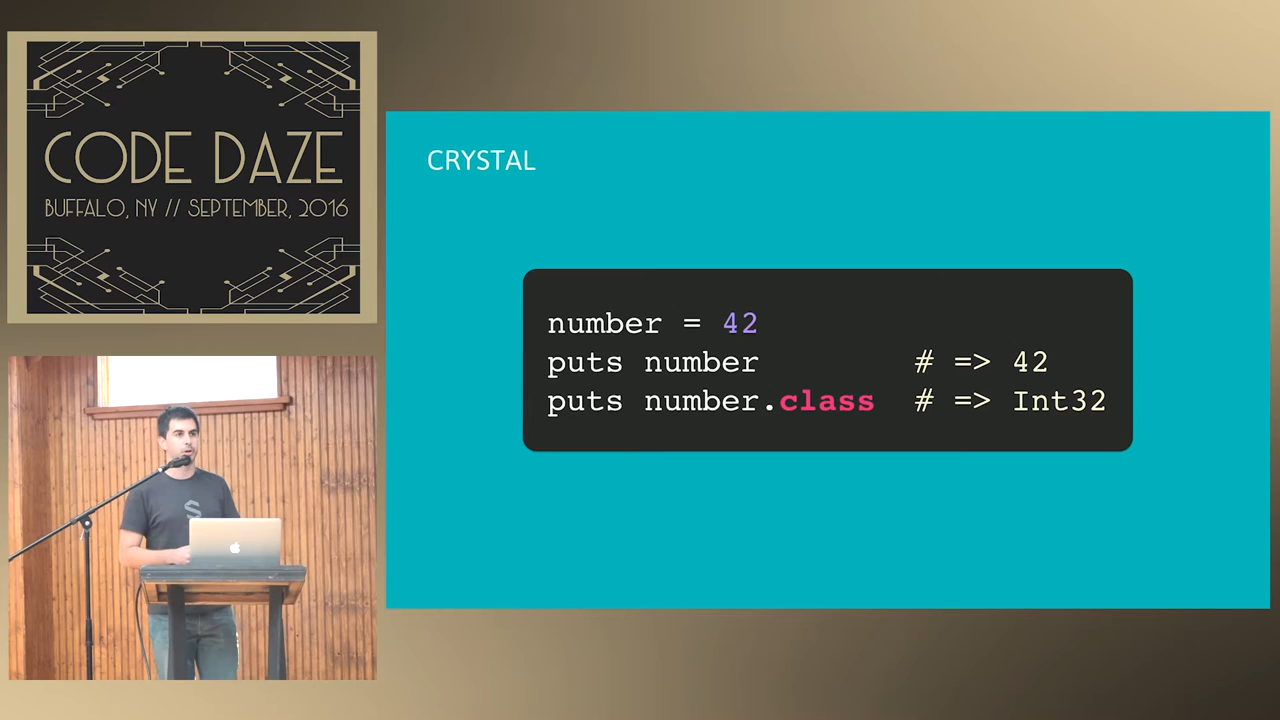 CODE DAZE
BUFFALO, NY // SEPTEMBER, 2016
CRYSTAL
number = 42
puts number # => 42
puts number.class # => Int32
S